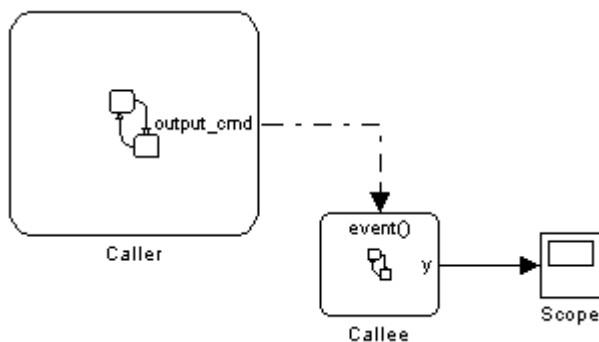 output_cmd
Caller
event()
y
Callee
Scope